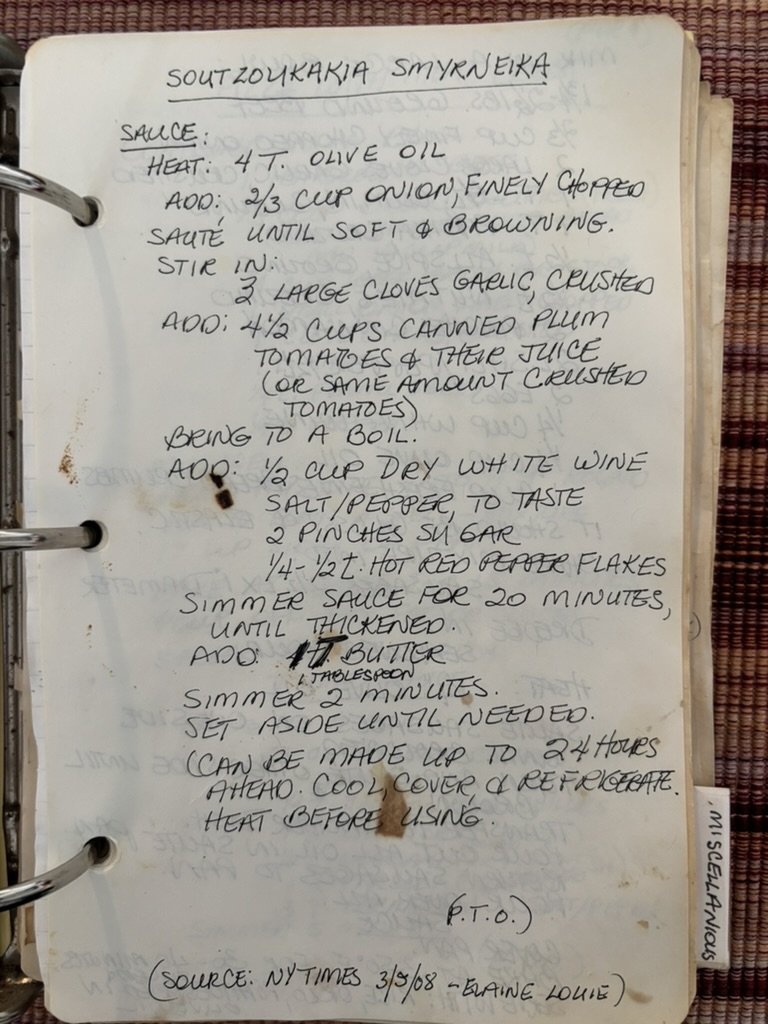 SOUTZOUKAKIA SMYRNEIKA
SAUCE:
HEAT: 4 T. OLIVE OIL
ADD: 2/3 CUP ONION, FINELY CHOPPED
SAUTÉ UNTIL SOFT & BROWNING.
STIR IN:
3 LARGE CLOVES GARLIC, CRUSHED
ADD: 4 1/2 CUPS CANNED PLUM
TOMATOES & THEIR JUICE
(OR SAME AMOUNT CRUSHED
TOMATOES)
BRING TO A BOIL.
ADD: 1/2 CUP DRY WHITE WINE
SALT/PEPPER, TO TASTE
2 PINCHES SUGAR
1/4 - 1/2 t. HOT RED PEPPER FLAKES
SIMMER SAUCE FOR 20 MINUTES,
UNTIL THICKENED.
ADD: 1 T BUTTER
1 TABLESPOON
SIMMER 2 MINUTES.
SET ASIDE UNTIL NEEDED.
(CAN BE MADE UP TO 24 HOURS
AHEAD. COOL, COVER, & REFRIGERATE.
HEAT BEFORE USING.
(P.T.O.)
(SOURCE: NY TIMES 3/5/08 - ELAINE LOUIE)
MISCELLANIOUS